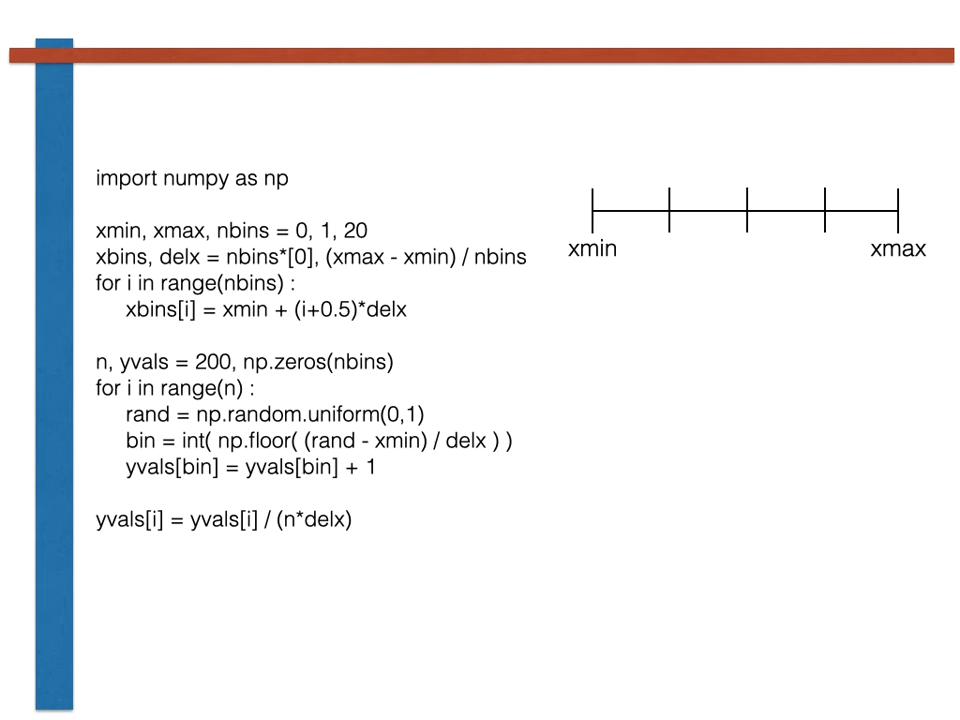 import numpy as np
xmin, xmax, nbins = 0, 1, 20
xbins, delx = nbins*[0], (xmax - xmin) / nbins
for i in range(nbins) :
xbins[i] = xmin + (i+0.5)*delx
n, yvals = 200, np.zeros(nbins)
for i in range(n) :
rand = np.random.uniform(0,1)
bin = int( np.floor( (rand - xmin) / delx ) )
yvals[bin] = yvals[bin] + 1
yvals[i] = yvals[i] / (n*delx)
xmin
xmax